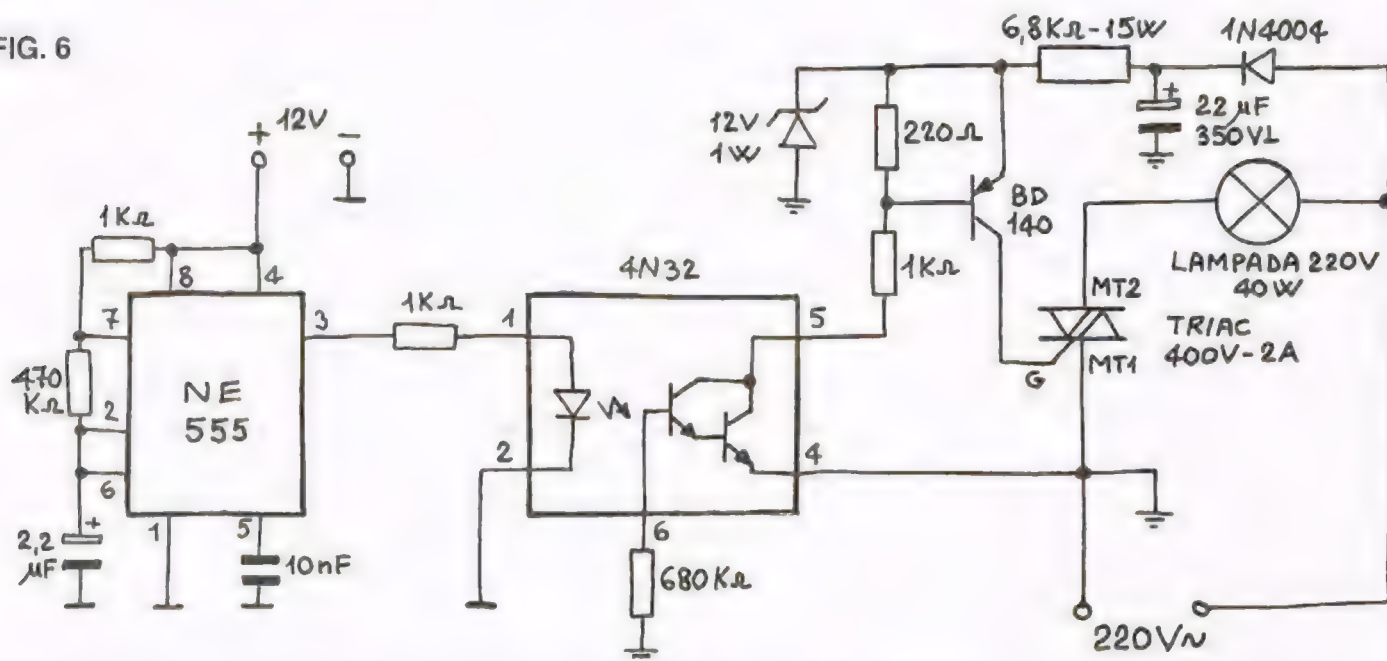 FIG. 6
+ 12V -
1KΩ
8
4
7
3
470
KΩ
2
6
NE
555
1
5
2,2
μF
+
10nF
1KΩ
4N32
1
2
5
4
6
680KΩ
12V
1W
220Ω
1KΩ
6,8KΩ-15W
1N4004
+
22μF
350VL
BD
140
LAMPADA 220V
40W
MT2
MT1
G
TRIAC
400V-2A
220V~